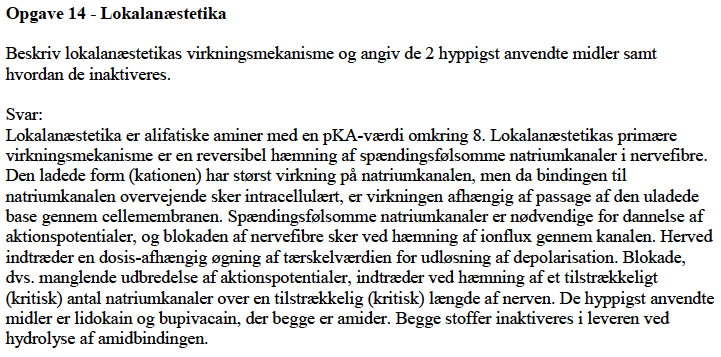 Opgave 14 - Lokalanæstetika
Beskriv lokalanæstetikas virkningsmekanisme og angiv de 2 hyppigst anvendte midler samt
hvordan de inaktiveres.
Svar:
Lokalanæstetika er alifatiske aminer med en pKA-værdi omkring 8. Lokalanæstetikas primære
virkningsmekanisme er en reversibel hæmning af spændingsfølsomme natriumkanaler i nervefibre.
Den ladede form (kationen) har størst virkning på natriumkanalen, men da bindingen til
natriumkanalen overvejende sker intracellulært, er virkningen afhængig af passage af den uladede
base gennem cellemembranen. Spændingsfølsomme natriumkanaler er nødvendige for dannelse af
aktionspotentialer, og blokaden af nervefibre sker ved hæmning af ionflux gennem kanalen. Herved
indtræder en dosis-afhængig øgning af tærskelværdien for udløsning af depolarisation. Blokade,
dvs. manglende udbredelse af aktionspotentialer, indtræder ved hæmning af et tilstrækkeligt
(kritisk) antal natriumkanaler over en tilstrækkelig (kritisk) længde af nerven. De hyppigst anvendte
midler er lidokain og bupivacain, der begge er amider. Begge stoffer inaktiveres i leveren ved
hydrolyse af amidbindingen.